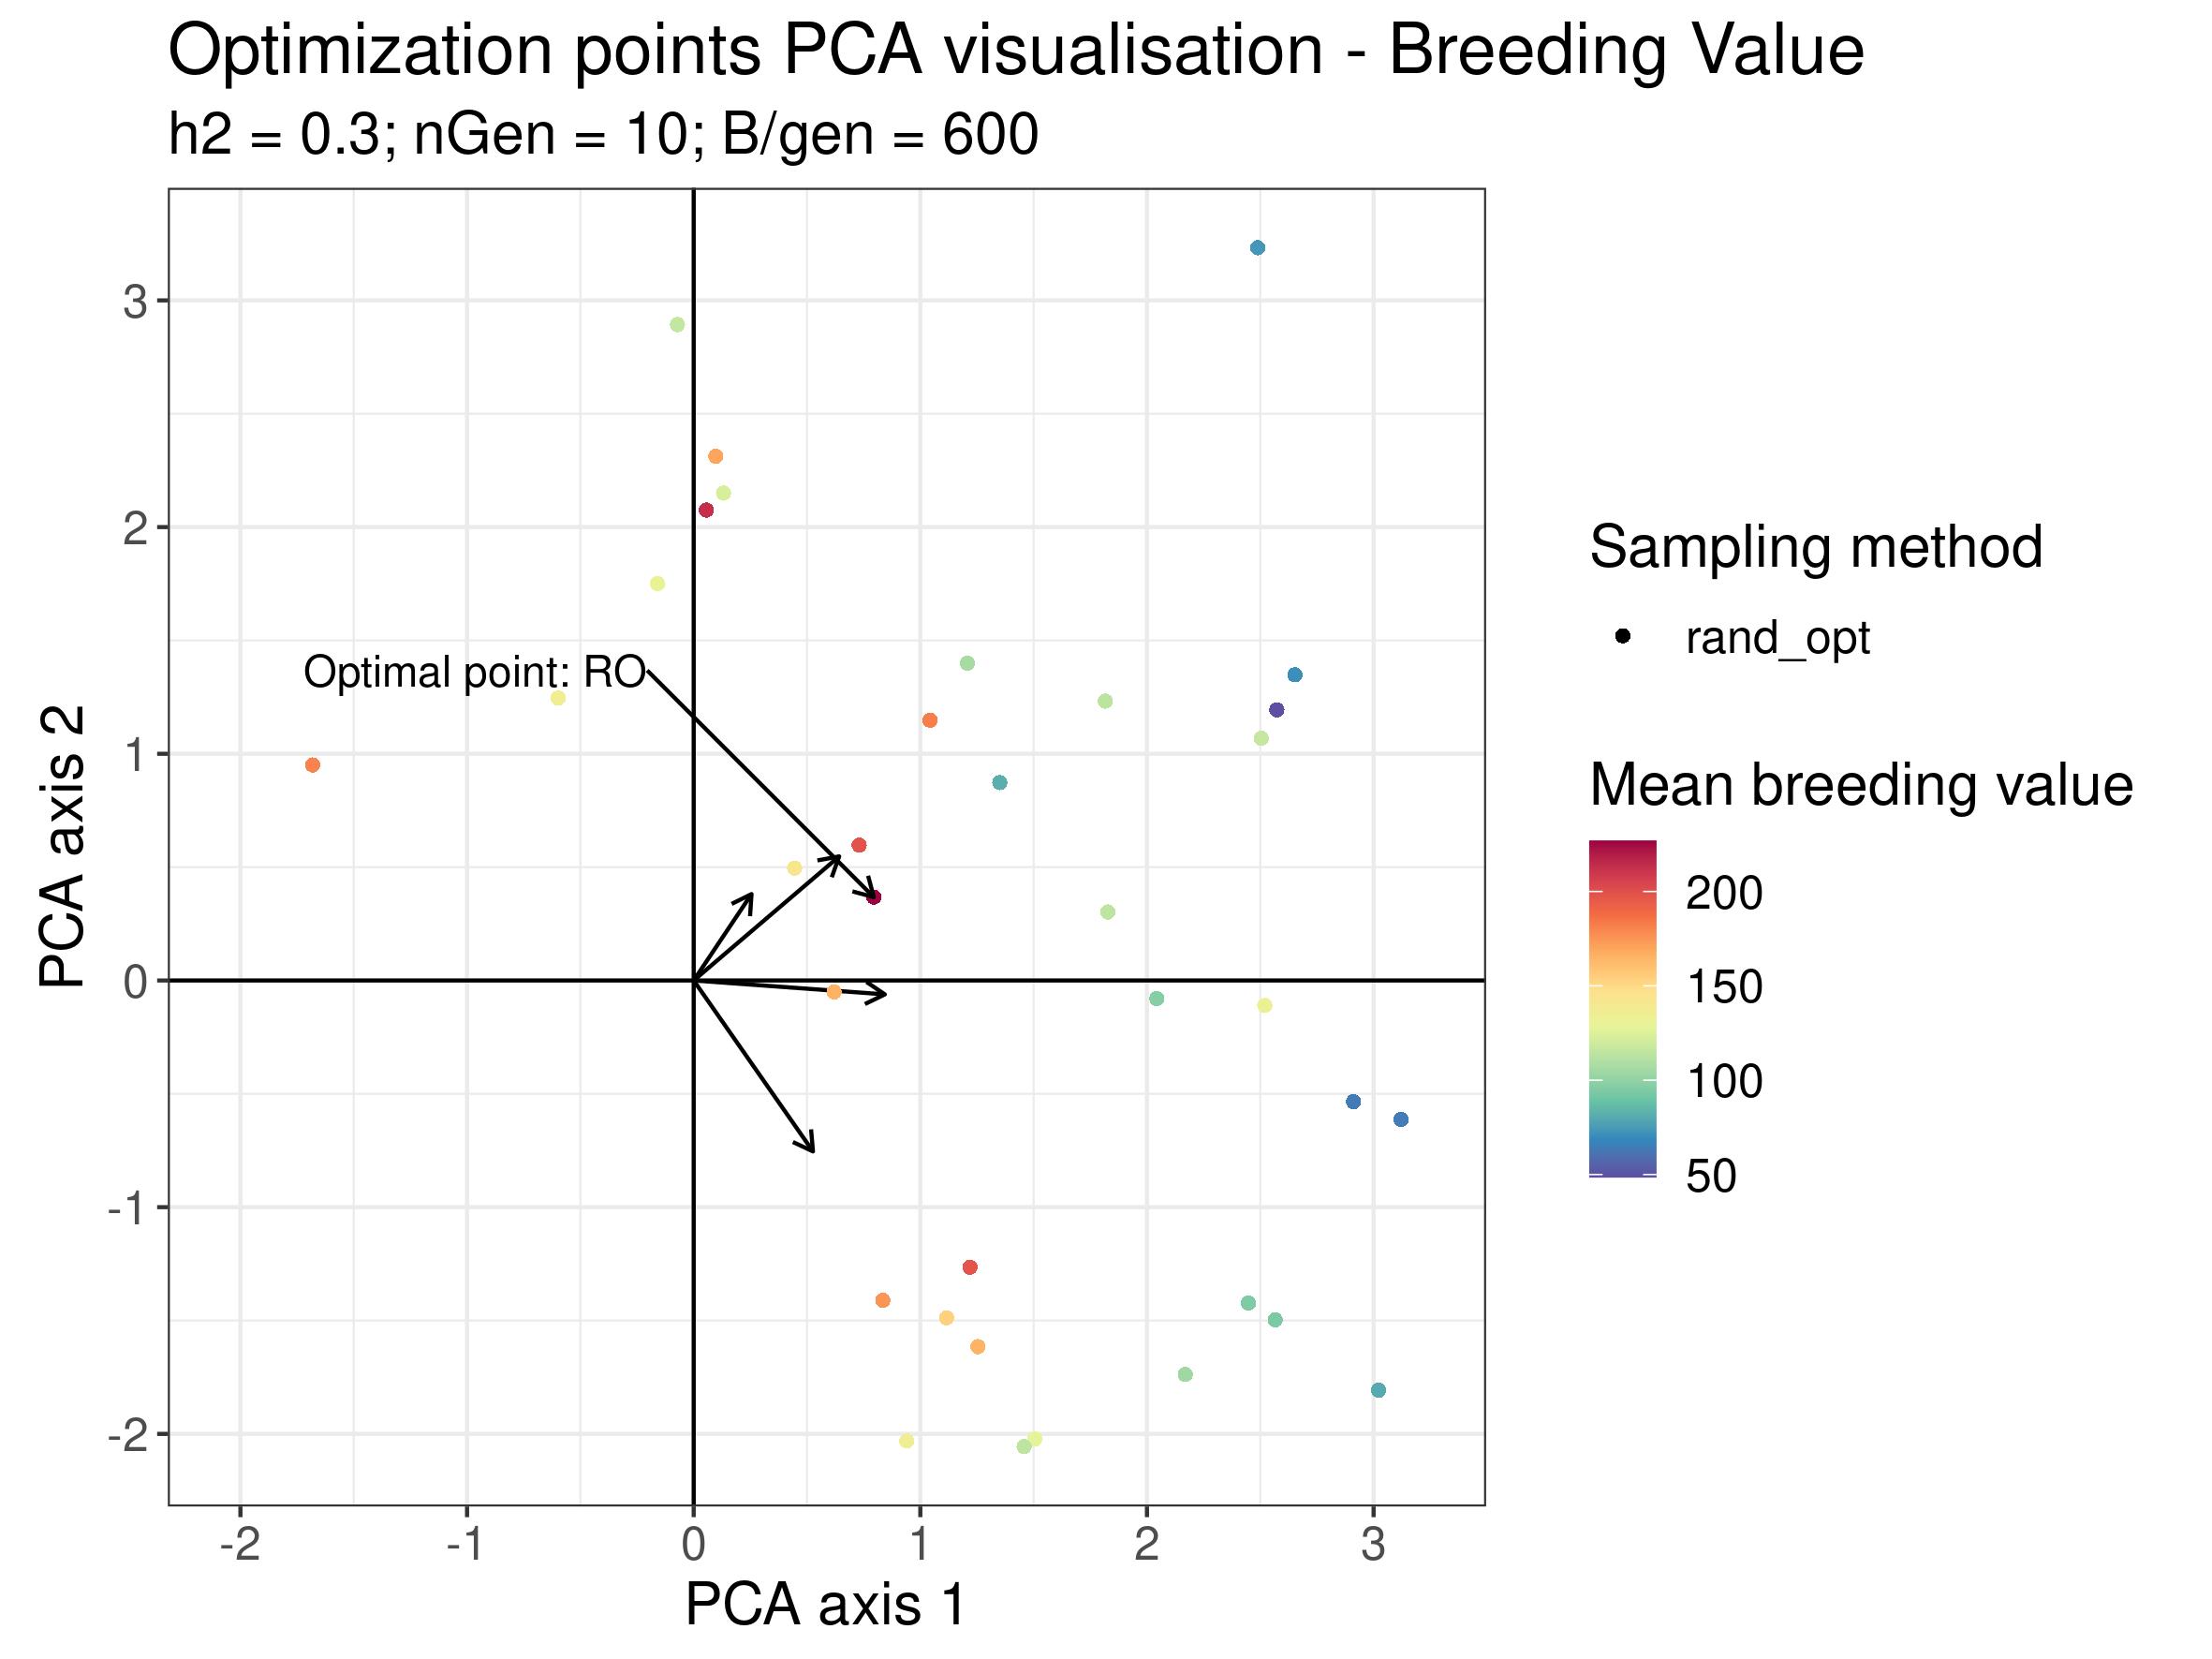 Optimization points PCA visualisation - Breeding Value
h2 = 0.3; nGen = 10; B/gen = 600
3
2
1
0
-1
-2
PCA axis 2
Optimal point: RO
-2
-1
0
1
2
3
PCA axis 1
Sampling method
rand_opt
Mean breeding value
200
150
100
50